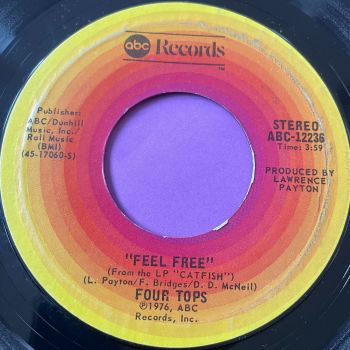 abc Records
TM
Publisher:
ABC/Dunhill
Music, Inc./
Rall Music
(BMI)
(45-17060-S)
STEREO
ABC-12236
Time: 3:59
PRODUCED BY
LAWRENCE
PAYTON
"FEEL FREE"
(From the LP "CATFISH")
(L. Payton/F. Bridges/D. D. McNeil)
FOUR TOPS
℗1976, ABC
Records, Inc.